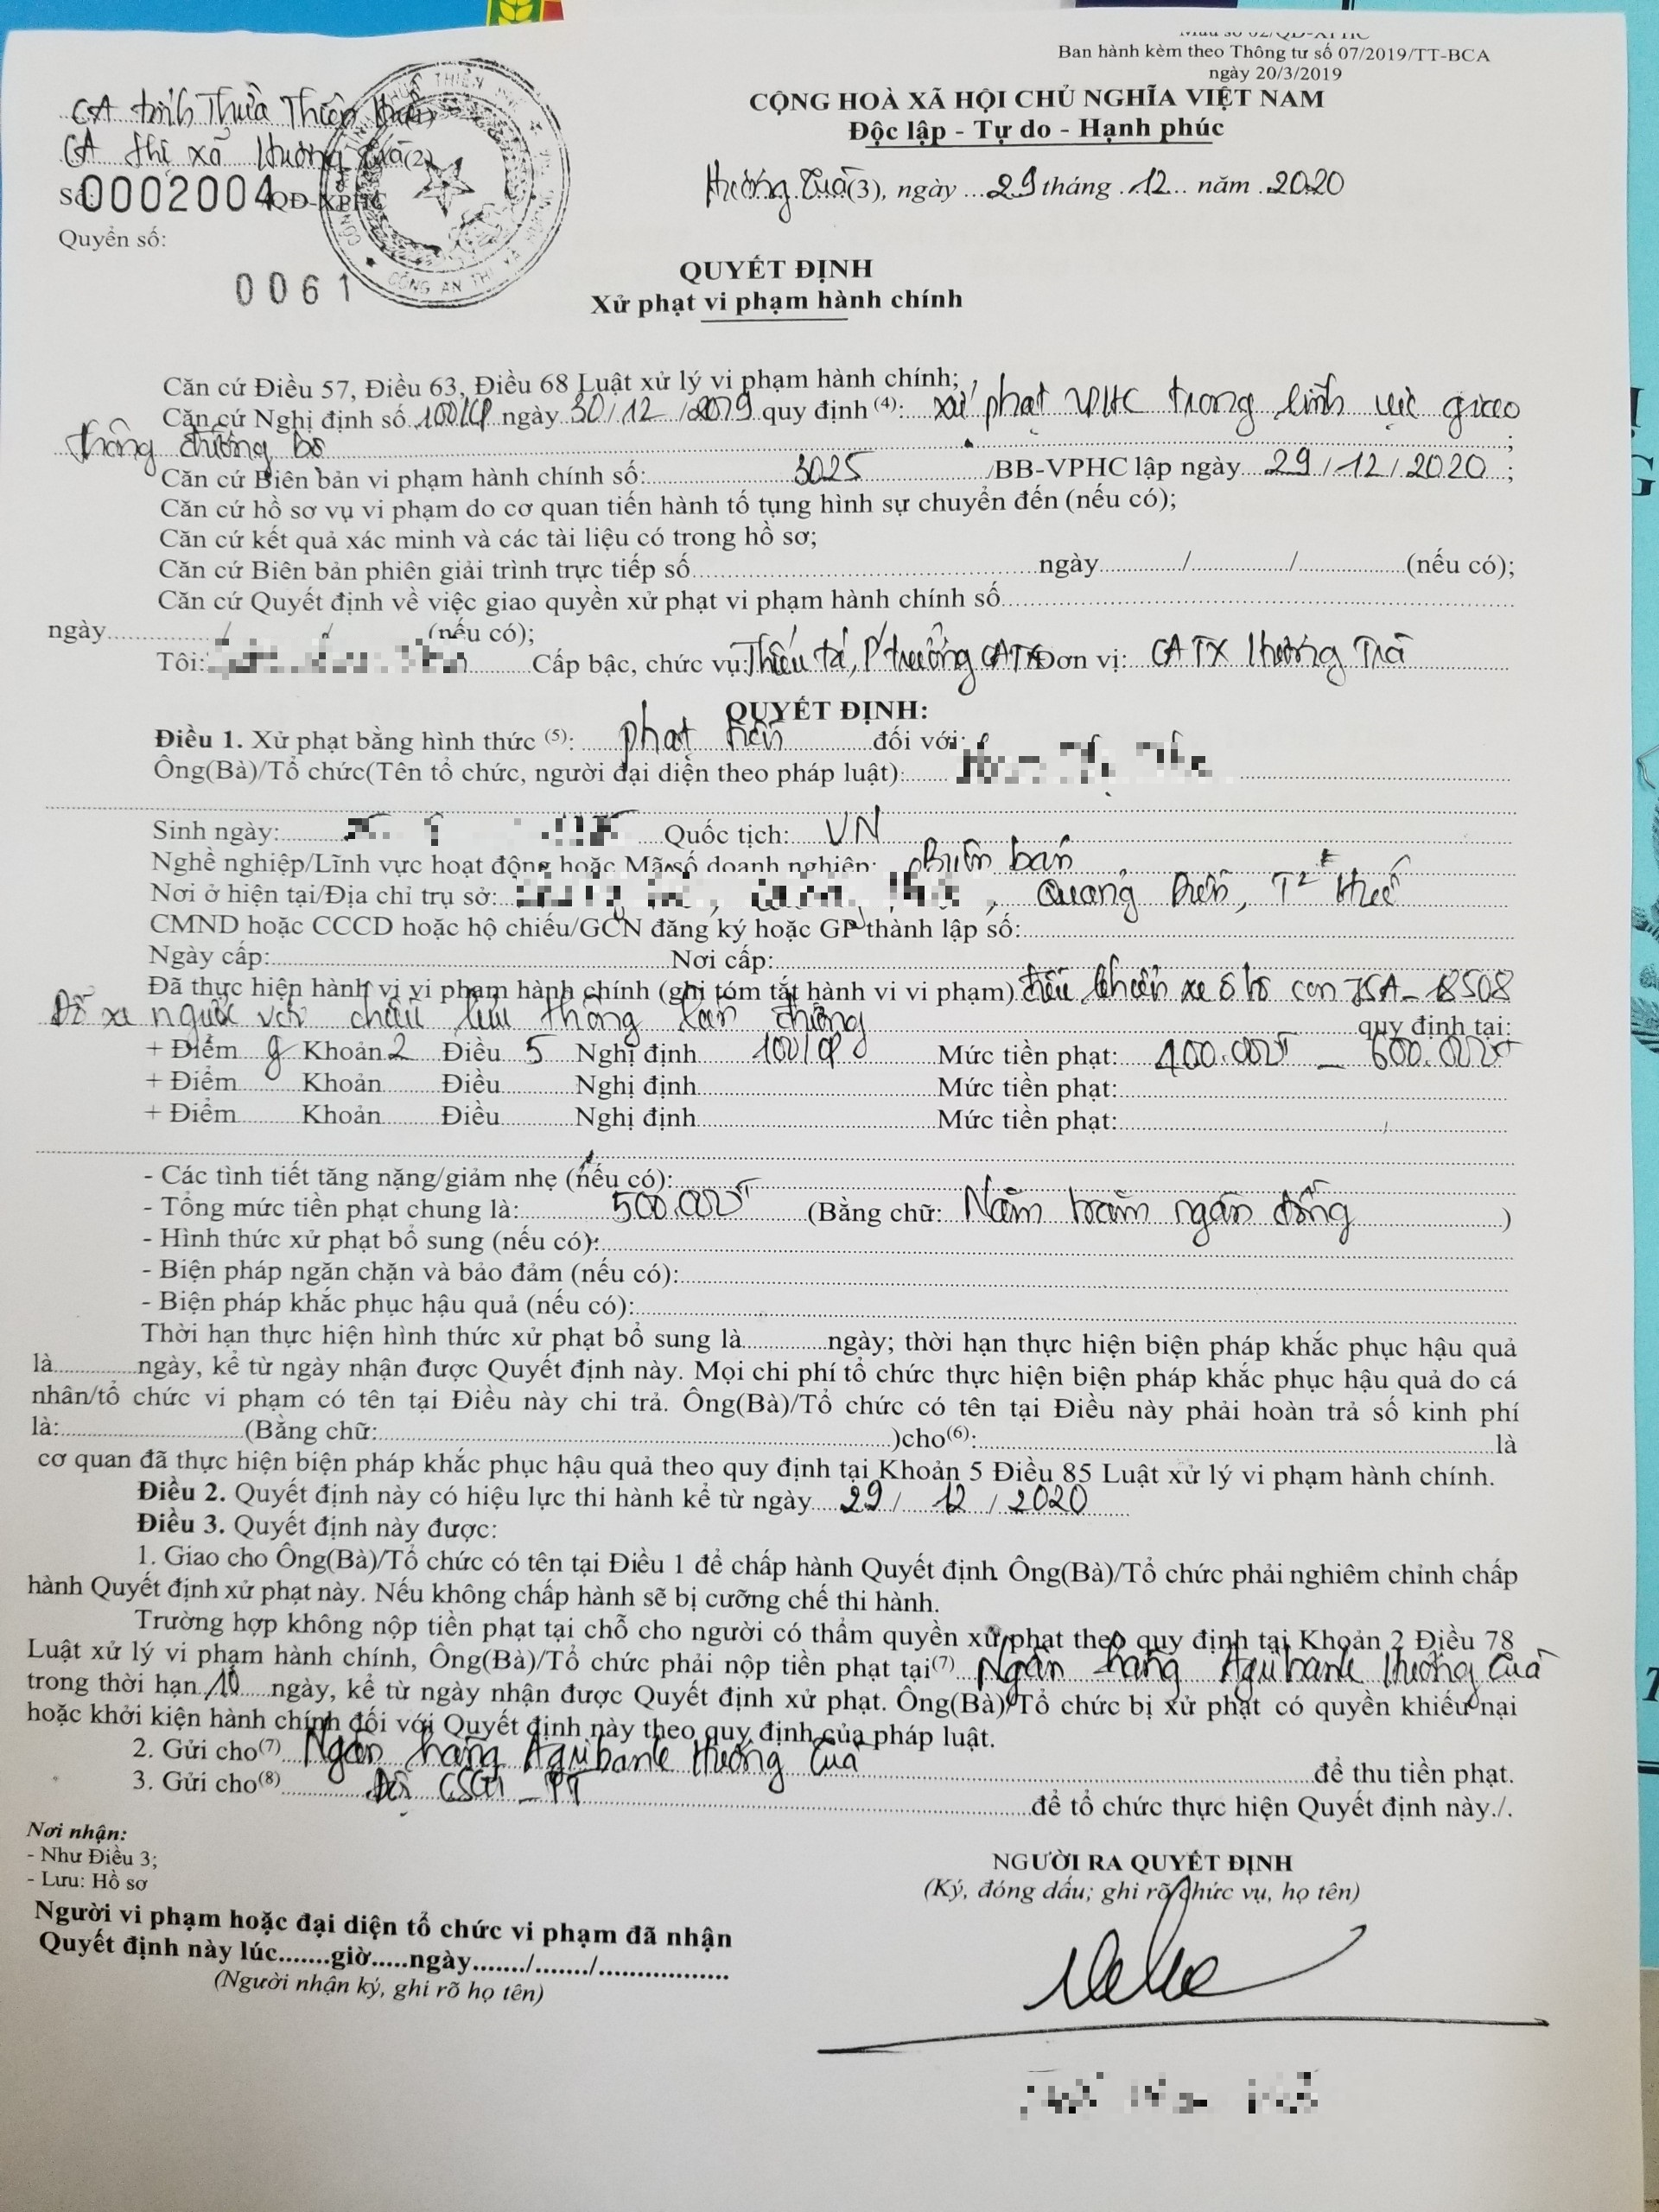 Mẫu số 02/QĐ-XPHC
Ban hành kèm theo Thông tư số 07/2019/TT-BCA
ngày 20/3/2019
CA tỉnh Thừa Thiên Huế(1)
CỘNG HOÀ XÃ HỘI CHỦ NGHĨA VIỆT NAM
CA thị xã Hương Trà(2)
Độc lập - Tự do - Hạnh phúc
Số: 0002004/QĐ-XPHC
Hương Trà(3), ngày 29 tháng 12 năm 2020
Quyển số:
0061
CÔNG AN THỊ XÃ
QUYẾT ĐỊNH
Xử phạt vi phạm hành chính
Căn cứ Điều 57, Điều 63, Điều 68 Luật xử lý vi phạm hành chính;
Căn cứ Nghị định số 100/CP ngày 30/12/2019 quy định (4): xử phạt VPHC trong lĩnh vực giao
thông đường bộ;
Căn cứ Biên bản vi phạm hành chính số: 3025/BB-VPHC lập ngày 29/12/2020;
Căn cứ hồ sơ vụ vi phạm do cơ quan tiến hành tố tụng hình sự chuyển đến (nếu có);
Căn cứ kết quả xác minh và các tài liệu có trong hồ sơ;
Căn cứ Biên bản phiên giải trình trực tiếp số ngày / / (nếu có);
Căn cứ Quyết định về việc giao quyền xử phạt vi phạm hành chính số
ngày / / (nếu có);
Tôi: Cấp bậc, chức vụ: Thiếu tá, P trưởng CATX Đơn vị: CATX Hương Trà
QUYẾT ĐỊNH:
Điều 1. Xử phạt bằng hình thức (5): phạt tiền đối với:
Ông(Bà)/Tổ chức(Tên tổ chức, người đại diện theo pháp luật):
Sinh ngày: Quốc tịch: VN
Nghề nghiệp/Lĩnh vực hoạt động hoặc Mã số doanh nghiệp: Buôn bán
Nơi ở hiện tại/Địa chỉ trụ sở: , Quảng Điền, T² Huế
CMND hoặc CCCD hoặc hộ chiếu/GCN đăng ký hoặc GP thành lập số:
Ngày cấp: Nơi cấp:
Đã thực hiện hành vi vi phạm hành chính (ghi tóm tắt hành vi vi phạm) điều khiển xe ô tô con
Đỗ xe ngược với chiều lưu thông làn đường quy định tại:
+ Điểm g Khoản 2 Điều 5 Nghị định 100/CP Mức tiền phạt: 400.000đ - 600.000đ
+ Điểm Khoản Điều Nghị định Mức tiền phạt:
+ Điểm Khoản Điều Nghị định Mức tiền phạt:
- Các tình tiết tăng nặng/giảm nhẹ (nếu có):
- Tổng mức tiền phạt chung là: 500.000đ (Bằng chữ: Năm trăm ngàn đồng)
- Hình thức xử phạt bổ sung (nếu có):
- Biện pháp ngăn chặn và bảo đảm (nếu có):
- Biện pháp khắc phục hậu quả (nếu có):
Thời hạn thực hiện hình thức xử phạt bổ sung là ngày; thời hạn thực hiện biện pháp khắc phục hậu quả
là ngày, kể từ ngày nhận được Quyết định này. Mọi chi phí tổ chức thực hiện biện pháp khắc phục hậu quả do cá
nhân/tổ chức vi phạm có tên tại Điều này chi trả. Ông(Bà)/Tổ chức có tên tại Điều này phải hoàn trả số kinh phí
là: (Bằng chữ: )cho(6): là
cơ quan đã thực hiện biện pháp khắc phục hậu quả theo quy định tại Khoản 5 Điều 85 Luật xử lý vi phạm hành chính.
Điều 2. Quyết định này có hiệu lực thi hành kể từ ngày 29/12/2020
Điều 3. Quyết định này được:
1. Giao cho Ông(Bà)/Tổ chức có tên tại Điều 1 để chấp hành Quyết định. Ông(Bà)/Tổ chức phải nghiêm chỉnh chấp
hành Quyết định xử phạt này. Nếu không chấp hành sẽ bị cưỡng chế thi hành.
Trường hợp không nộp tiền phạt tại chỗ cho người có thẩm quyền xử phạt theo quy định tại Khoản 2 Điều 78
Luật xử lý vi phạm hành chính, Ông(Bà)/Tổ chức phải nộp tiền phạt tại(7) Ngân hàng Agribank Hương Trà
trong thời hạn 10 ngày, kể từ ngày nhận được Quyết định xử phạt. Ông(Bà)/Tổ chức bị xử phạt có quyền khiếu nại
hoặc khởi kiện hành chính đối với Quyết định này theo quy định của pháp luật.
2. Gửi cho(7) Ngân hàng Agribank Hương Trà để thu tiền phạt.
3. Gửi cho(8) Đội CSGT-TT để tổ chức thực hiện Quyết định này./.
Nơi nhận:
- Như Điều 3;
- Lưu: Hồ sơ
NGƯỜI RA QUYẾT ĐỊNH
(Ký, đóng dấu; ghi rõ chức vụ, họ tên)
Người vi phạm hoặc đại diện tổ chức vi phạm đã nhận
Quyết định này lúc.......giờ.....ngày......./......./..................
(Người nhận ký, ghi rõ họ tên)